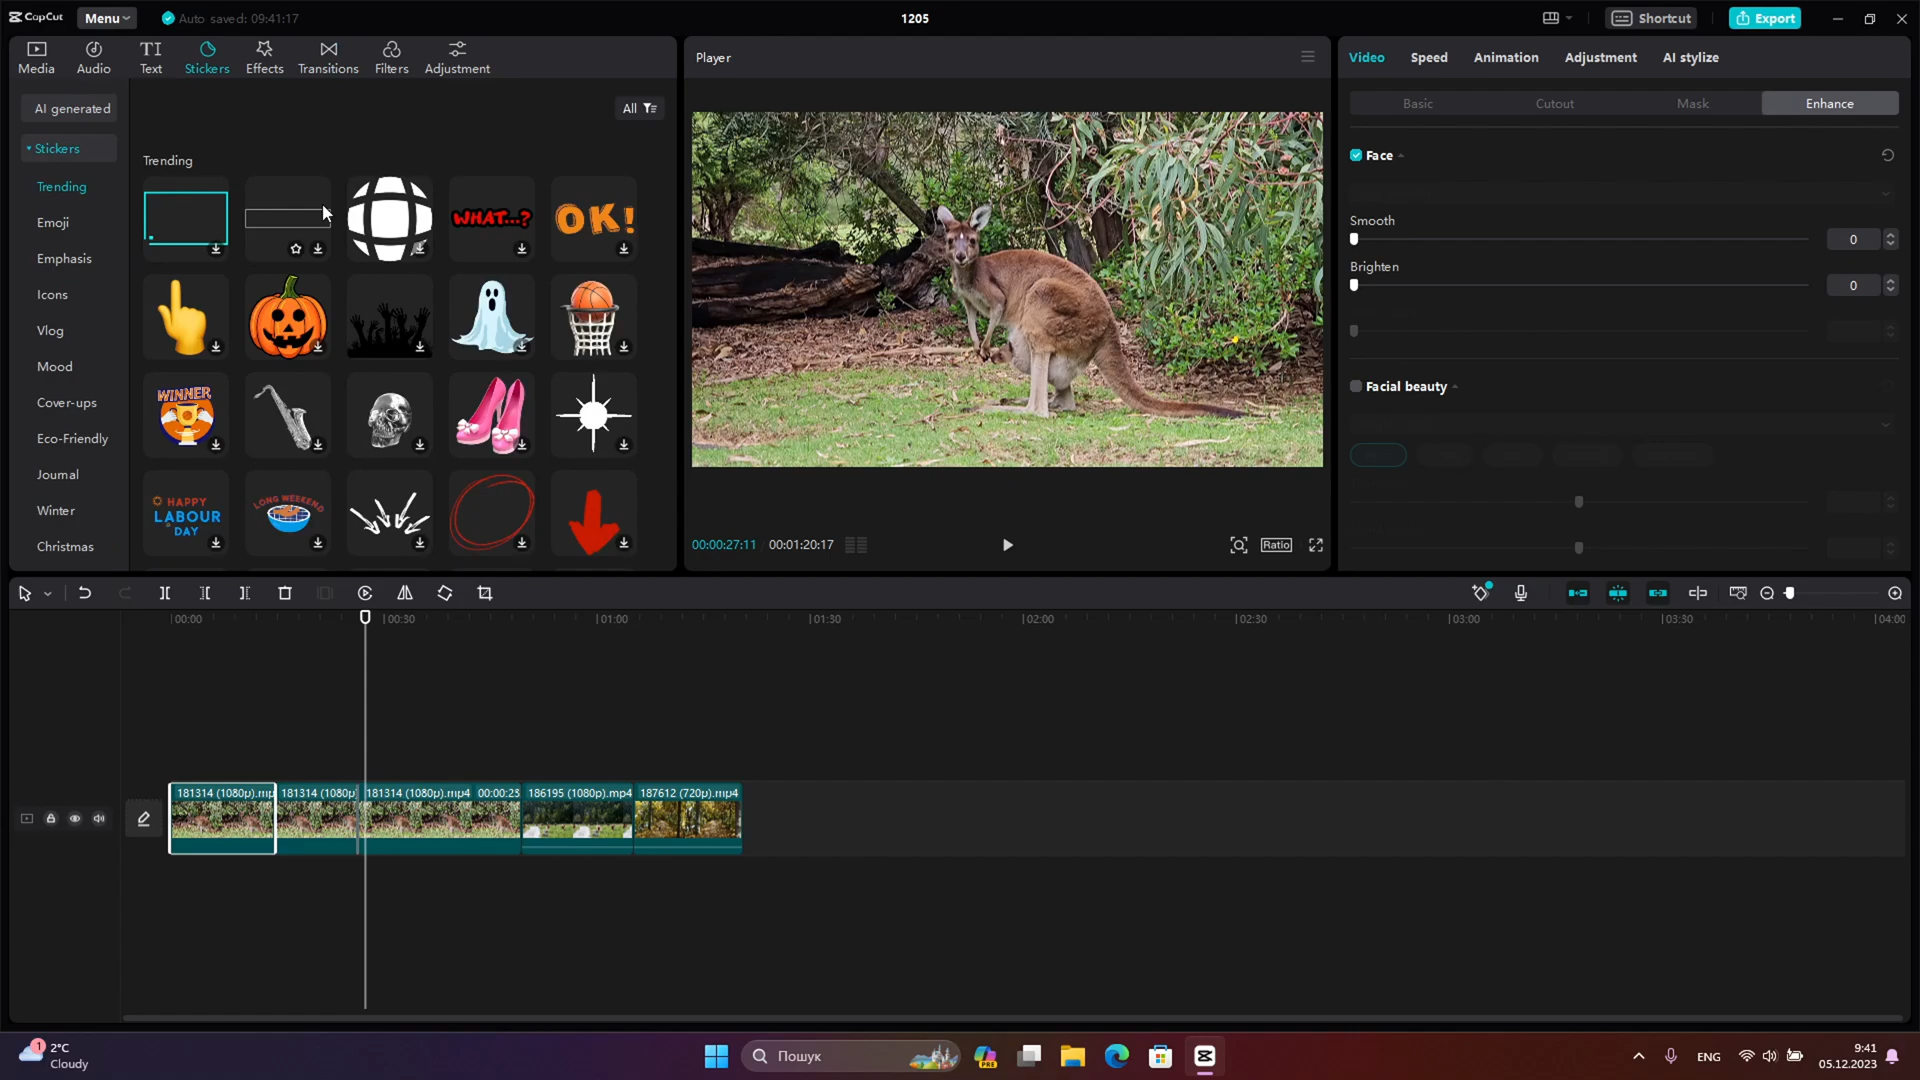 CapCut
Menu
Auto saved: 09:41:17
1205
Shortcut
Export
Media
Audio
Text
Stickers
Effects
Transitions
Filters
Adjustment
AI generated
Stickers
Trending
Emoji
Emphasis
Icons
Vlog
Mood
Cover-ups
Eco-Friendly
Journal
Winter
Christmas
All
Trending
WHAT...?
OK!
WINNER
HAPPY
LABOUR
DAY
LONG WEEKEND
Player
00:00:27:11
00:01:20:17
Ratio
Video
Speed
Animation
Adjustment
AI stylize
Basic
Cutout
Mask
Enhance
Face
Smooth
0
Brighten
0
Facial beauty
00:00
00:30
01:00
01:30
02:00
02:30
03:00
03:30
04:00
181314 (1080p).mp
181314 (1080p)
181314 (1080p).mp4 00:00:23
186195 (1080p).mp4
187612 (720p).mp4
1
2°C
Cloudy
Пошук
PRE
ENG
9:41
05.12.2023